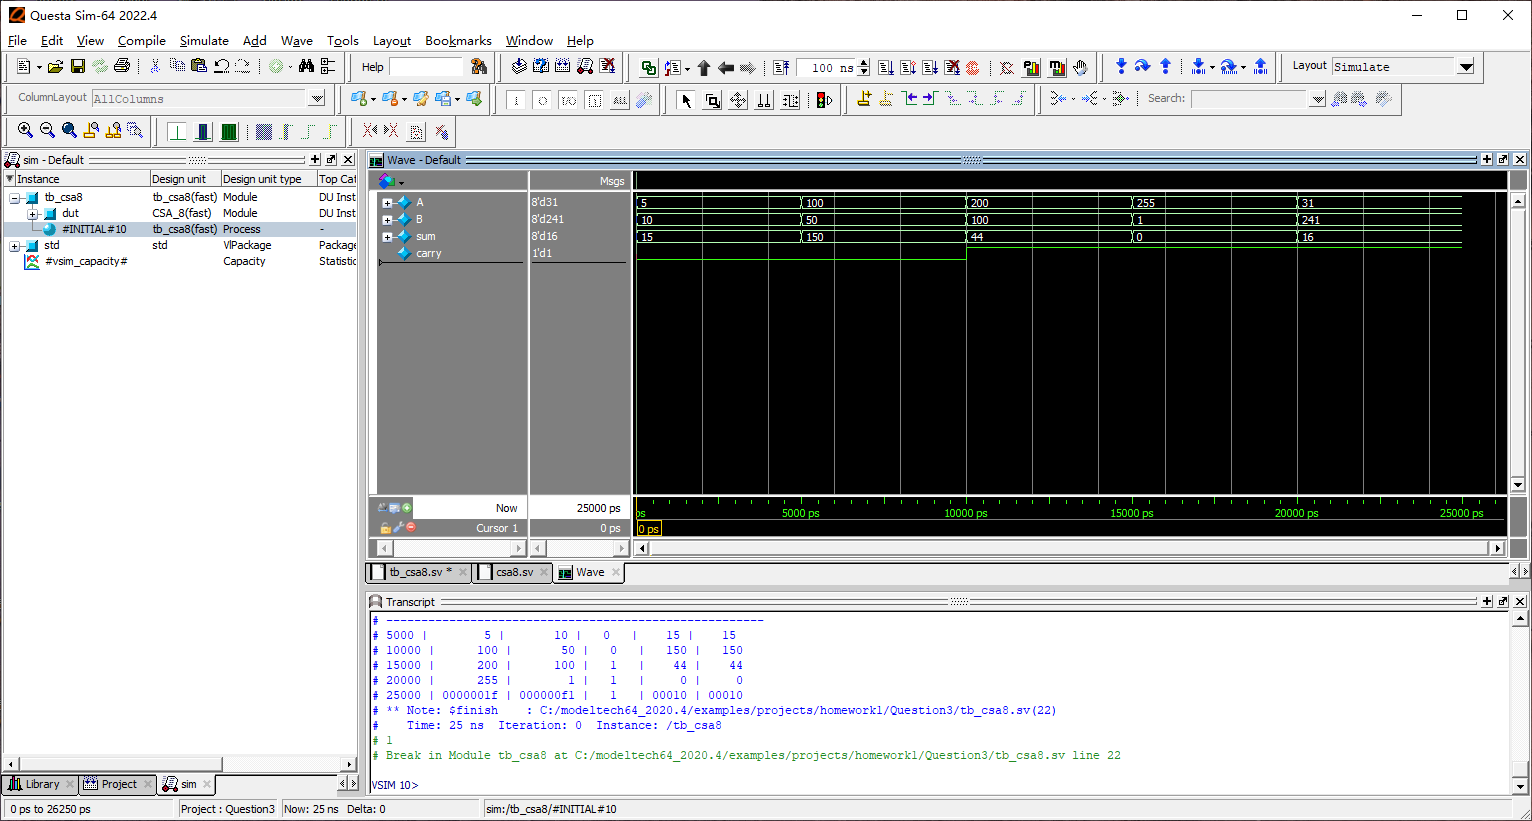 Questa Sim-64 2022.4
File Edit View Compile Simulate Add Wave Tools Layout Bookmarks Window Help
Help 100 ns Layout Simulate
ColumnLayout AllColumns Search:
sim - Default
Instance Design unit Design unit type Top Cat
tb_csa8 tb_csa8(fast) Module DU Inst
dut CSA_8(fast) Module DU Inst
#INITIAL#10 tb_csa8(fast) Process -
std std VlPackage Package
#vsim_capacity# Capacity Statistic
Library Project sim
Wave - Default
Msgs
A 8'd31 5 100 200 255 31
B 8'd241 10 50 100 1 241
sum 8'd16 15 150 44 0 16
carry 1'd1
Now 25000 ps ps 5000 ps 10000 ps 15000 ps 20000 ps 25000 ps
Cursor 1 0 ps 0 ps
tb_csa8.sv * csa8.sv Wave
Transcript
# ------------------------------------------------------
# 5000 | 5 | 10 | 0 | 15 | 15
# 10000 | 100 | 50 | 0 | 150 | 150
# 15000 | 200 | 100 | 1 | 44 | 44
# 20000 | 255 | 1 | 1 | 0 | 0
# 25000 | 0000001f | 000000f1 | 1 | 00010 | 00010
# ** Note: $finish : C:/modeltech64_2020.4/examples/projects/homework1/Question3/tb_csa8.sv(22)
# Time: 25 ns Iteration: 0 Instance: /tb_csa8
# 1
# Break in Module tb_csa8 at C:/modeltech64_2020.4/examples/projects/homework1/Question3/tb_csa8.sv line 22
VSIM 10>
0 ps to 26250 ps Project : Question3 Now: 25 ns Delta: 0 sim:/tb_csa8/#INITIAL#10